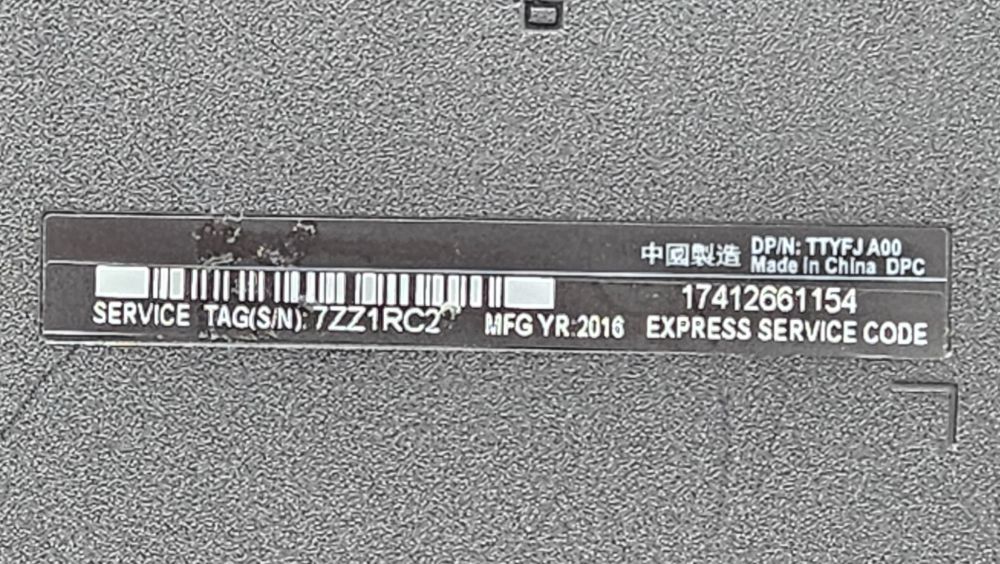 中國製造 DP/N: TTYFJ A00
Made In China DPC
17412661154
SERVICE TAG(S/N): 7ZZ1RC2 MFG YR:2016 EXPRESS SERVICE CODE